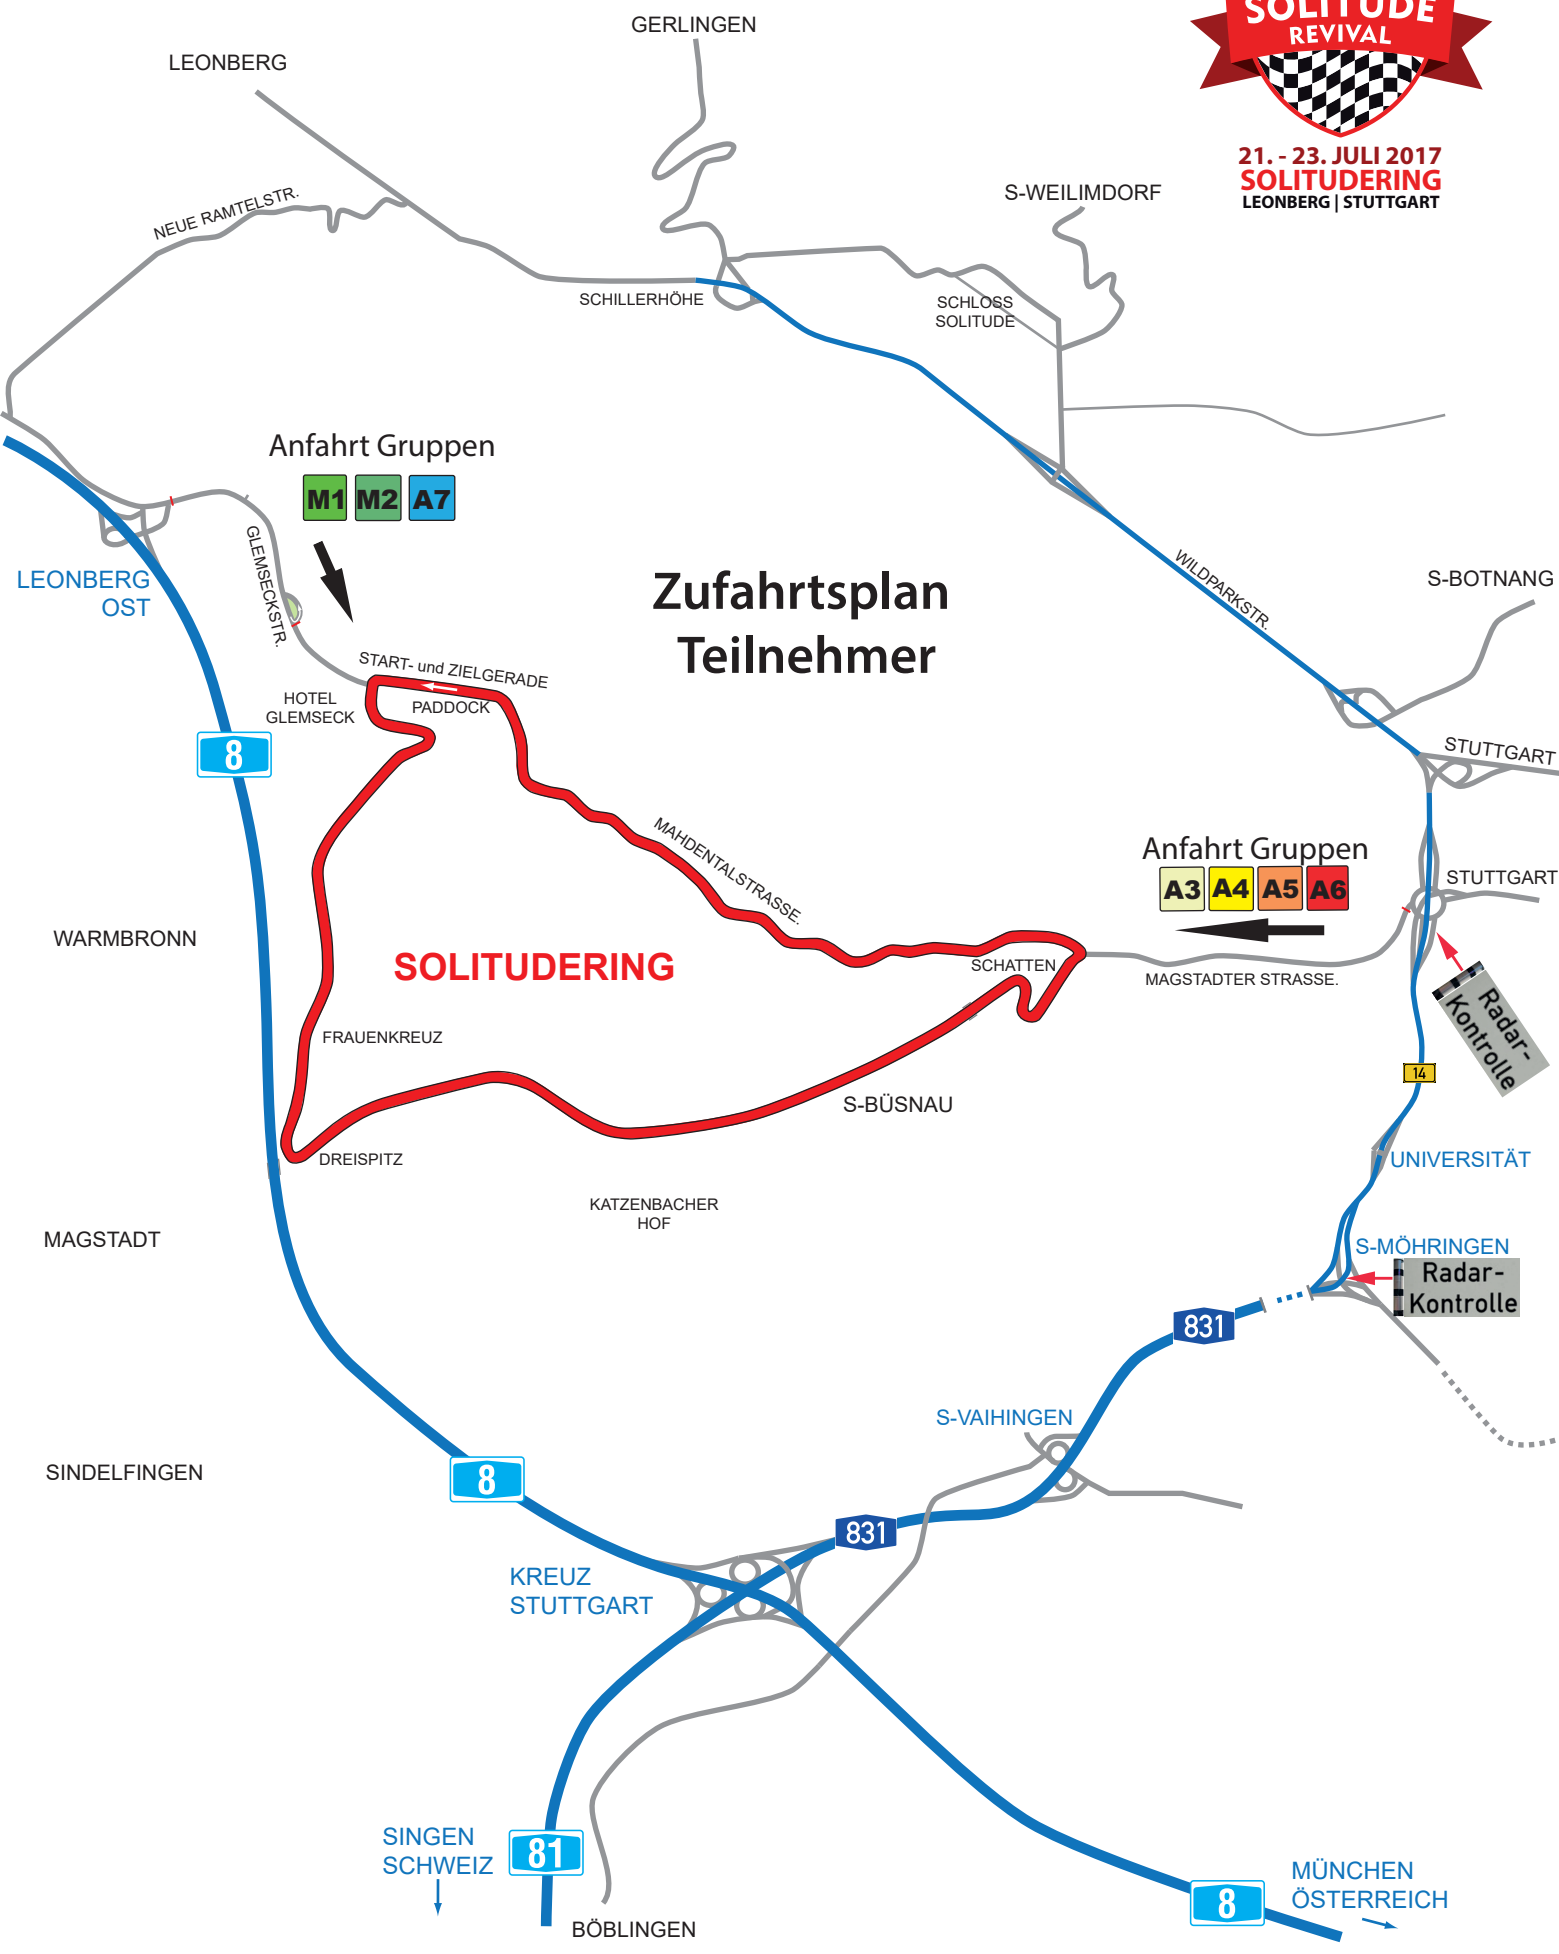 SOLITUDE
REVIVAL
21. - 23. JULI 2017
SOLITUDERING
LEONBERG | STUTTGART
GERLINGEN
LEONBERG
S-WEILIMDORF
NEUE RAMTELSTR.
SCHILLERHÖHE
SCHLOSS
SOLITUDE
Anfahrt Gruppen
M1 M2 A7
GLEMSECKSTR.
LEONBERG
OST
Zufahrtsplan
Teilnehmer
WILDPARKSTR.
S-BOTNANG
START- und ZIELGERADE
HOTEL
GLEMSECK
PADDOCK
8
STUTTGART
MAHDENTALSTRASSE.
Anfahrt Gruppen
A3 A4 A5 A6
STUTTGART
WARMBRONN
SOLITUDERING
SCHATTEN
MAGSTADTER STRASSE.
Radar-
Kontrolle
FRAUENKREUZ
14
S-BÜSNAU
DREISPITZ
UNIVERSITÄT
KATZENBACHER
HOF
MAGSTADT
S-MÖHRINGEN
Radar-
Kontrolle
831
S-VAIHINGEN
SINDELFINGEN
8
831
KREUZ
STUTTGART
SINGEN
SCHWEIZ
81
MÜNCHEN
ÖSTERREICH
8
BÖBLINGEN